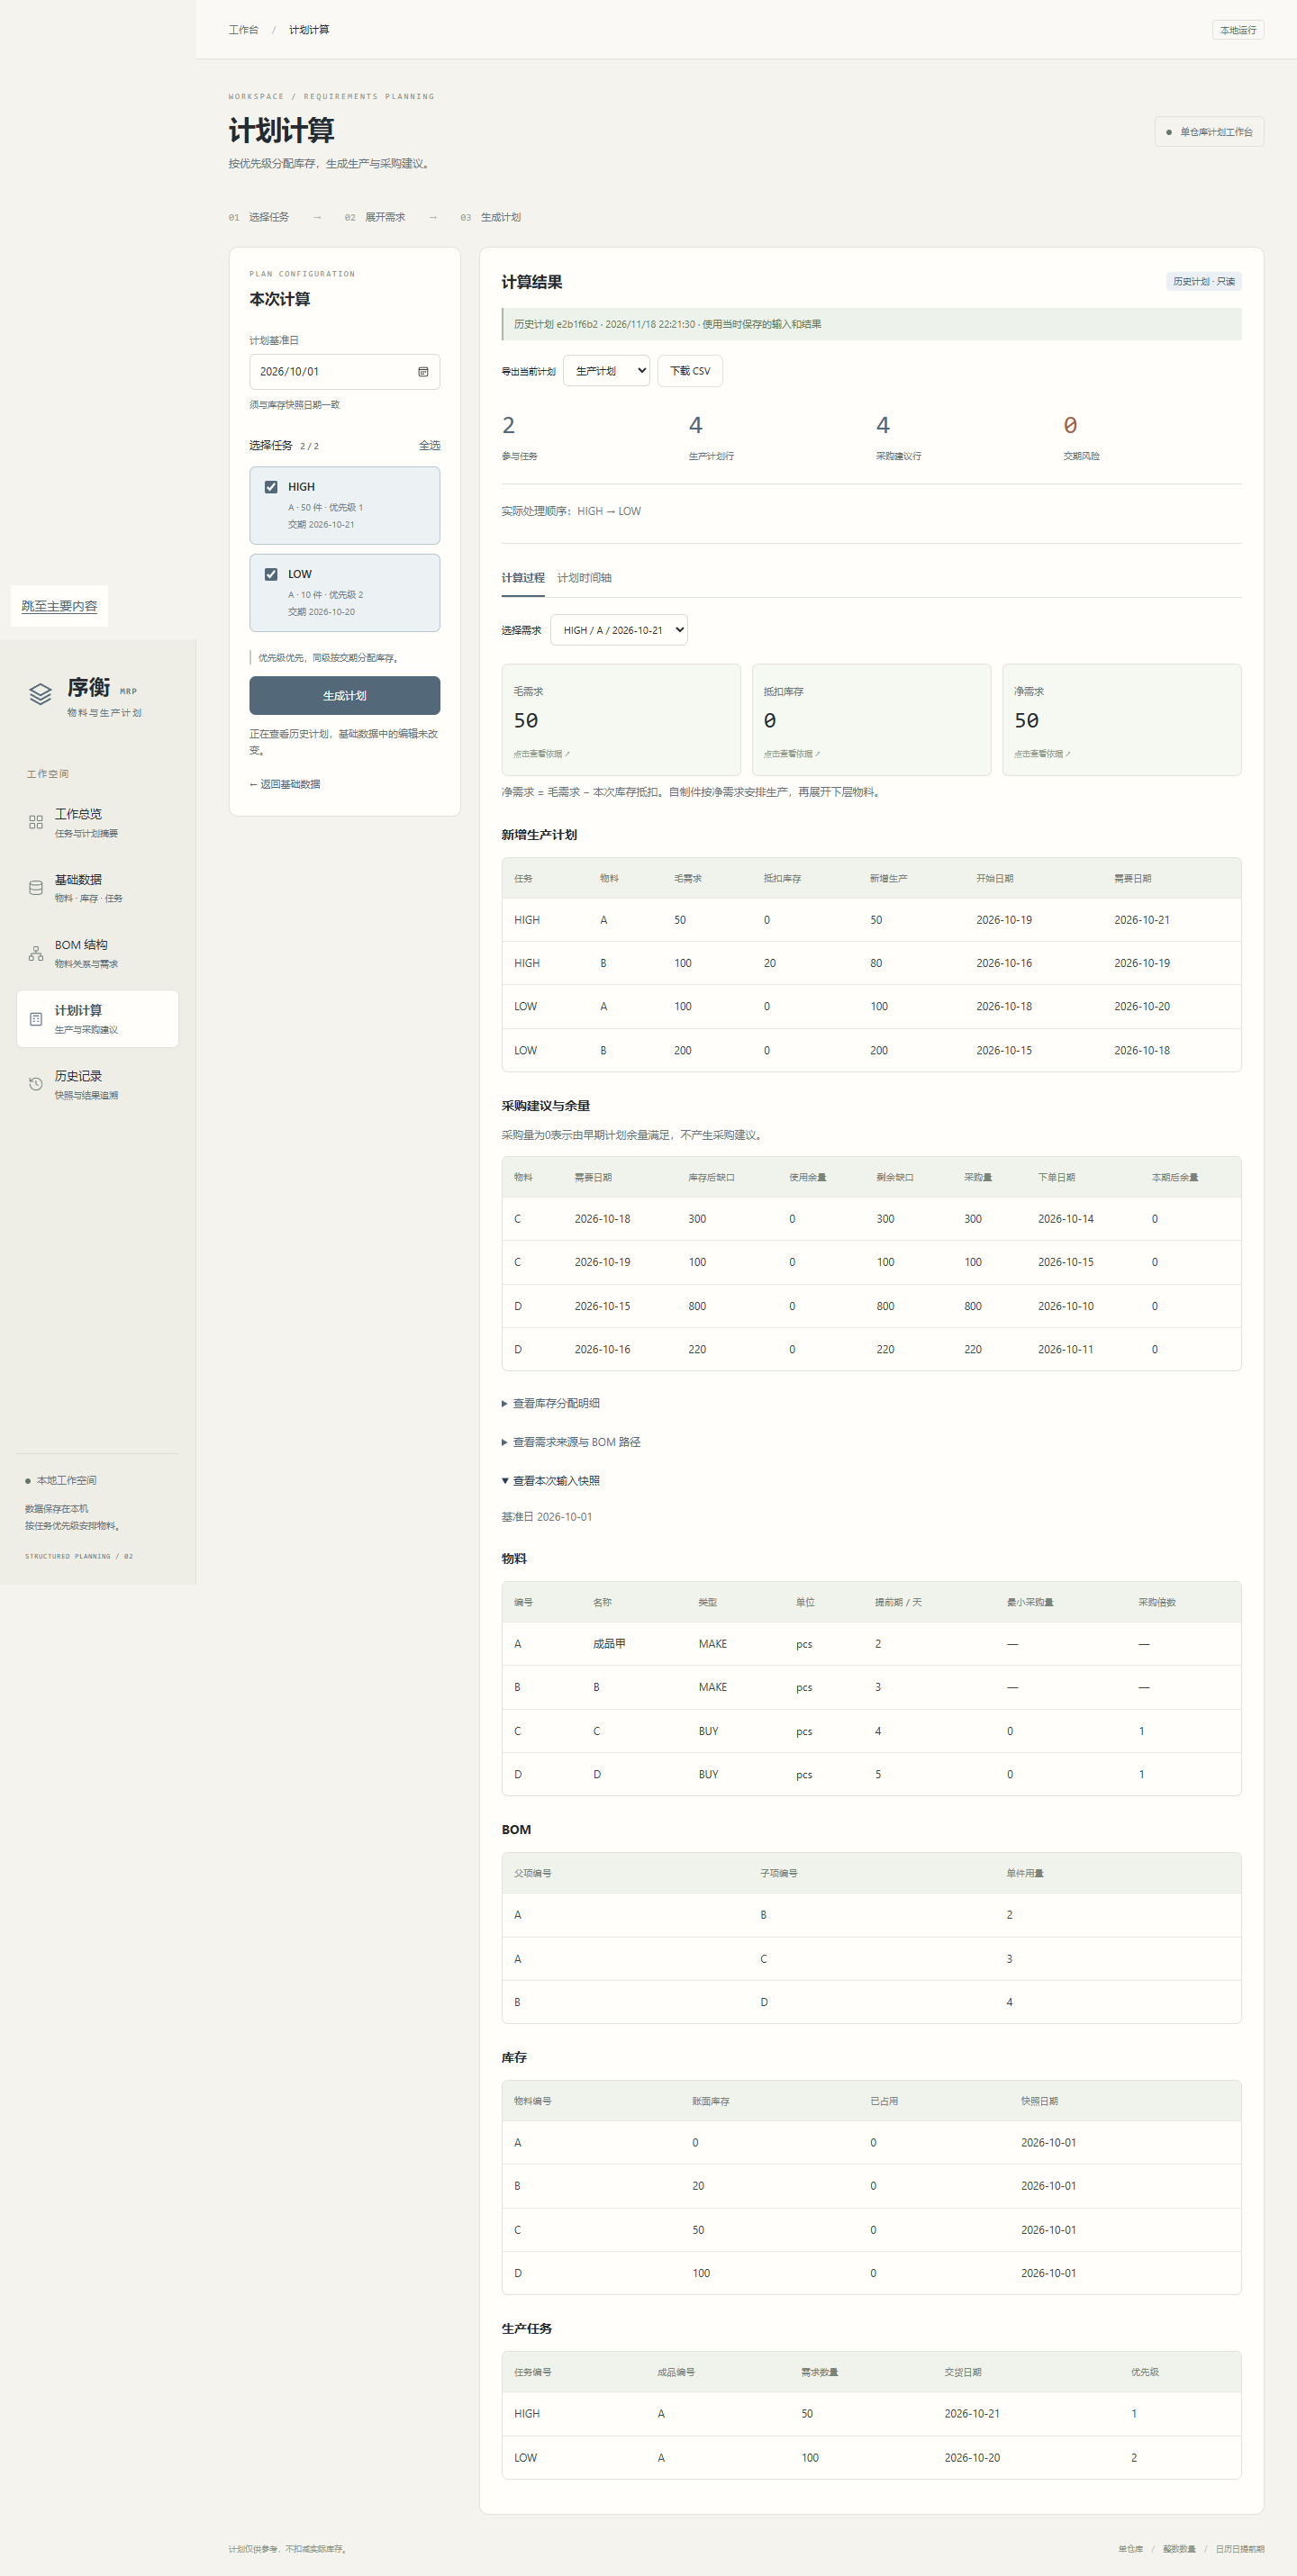 工作台 / 计划计算
本地运行
WORKSPACE / REQUIREMENTS PLANNING
计划计算
按优先级分配库存，生成生产与采购建议。
单仓库计划工作台
01 选择任务 → 02 展开需求 → 03 生成计划
跳至主要内容
序衡 MRP
物料与生产计划
工作空间
工作总览
任务与计划摘要
基础数据
物料 · 库存 · 任务
BOM 结构
物料关系与需求
计划计算
生产与采购建议
历史记录
快照与结果追溯
本地工作空间
数据保存在本机
按任务优先级安排物料。
STRUCTURED PLANNING / 02
PLAN CONFIGURATION
本次计算
计划基准日
2026/10/01
须与库存快照日期一致
选择任务 2 / 2 全选
HIGH
A · 50 件 · 优先级 1
交期 2026-10-21
LOW
A · 10 件 · 优先级 2
交期 2026-10-20
优先级优先，同级按交期分配库存。
生成计划
正在查看历史计划，基础数据中的编辑未改
变。
← 返回基础数据
计算结果
历史计划 · 只读
历史计划 e2b1f6b2 · 2026/11/18 22:21:30 · 使用当时保存的输入和结果
导出当前计划 生产计划 下载 CSV
2 4 4 0
参与任务 生产计划行 采购建议行 交期风险
实际处理顺序：HIGH → LOW
计算过程 计划时间轴
选择需求 HIGH / A / 2026-10-21
毛需求 抵扣库存 净需求
50 0 50
点击查看依据 ↗ 点击查看依据 ↗ 点击查看依据 ↗
净需求 = 毛需求 − 本次库存抵扣。自制件按净需求安排生产，再展开下层物料。
新增生产计划
任务 物料 毛需求 抵扣库存 新增生产 开始日期 需要日期
HIGH A 50 0 50 2026-10-19 2026-10-21
HIGH B 100 20 80 2026-10-16 2026-10-19
LOW A 100 0 100 2026-10-18 2026-10-20
LOW B 200 0 200 2026-10-15 2026-10-18
采购建议与余量
采购量为0表示由早期计划余量满足，不产生采购建议。
物料 需要日期 库存后缺口 使用余量 剩余缺口 采购量 下单日期 本期后余量
C 2026-10-18 300 0 300 300 2026-10-14 0
C 2026-10-19 100 0 100 100 2026-10-15 0
D 2026-10-15 800 0 800 800 2026-10-10 0
D 2026-10-16 220 0 220 220 2026-10-11 0
▶ 查看库存分配明细
▶ 查看需求来源与 BOM 路径
▼ 查看本次输入快照
基准日 2026-10-01
物料
编号 名称 类型 单位 提前期 / 天 最小采购量 采购倍数
A 成品甲 MAKE pcs 2 — —
B B MAKE pcs 3 — —
C C BUY pcs 4 0 1
D D BUY pcs 5 0 1
BOM
父项编号 子项编号 单件用量
A B 2
A C 3
B D 4
库存
物料编号 账面库存 已占用 快照日期
A 0 0 2026-10-01
B 20 0 2026-10-01
C 50 0 2026-10-01
D 100 0 2026-10-01
生产任务
任务编号 成品编号 需求数量 交货日期 优先级
HIGH A 50 2026-10-21 1
LOW A 100 2026-10-20 2
计划仅供参考，不扣减实际库存。
单仓库 / 整数数量 / 日历日提前期